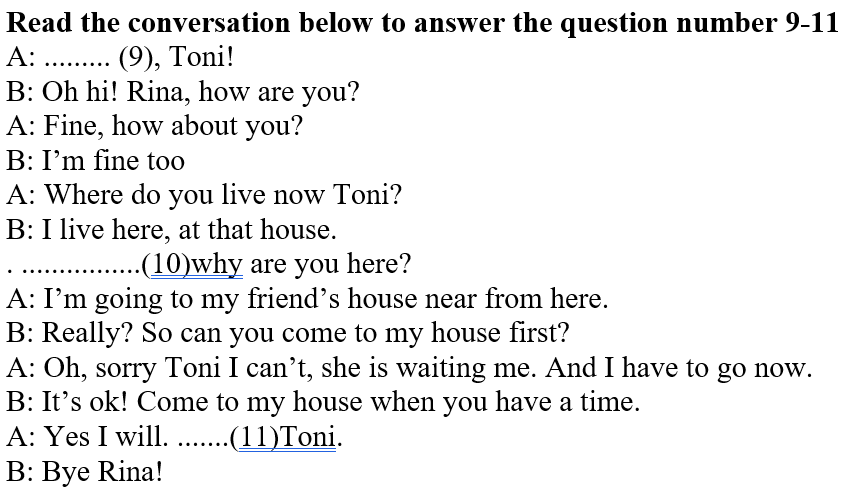 Read the conversation below to answer the question number 9-11
A: ......... (9), Toni!
B: Oh hi! Rina, how are you?
A: Fine, how about you?
B: I’m fine too
A: Where do you live now Toni?
B: I live here, at that house.
. ................(10)why are you here?
A: I’m going to my friend’s house near from here.
B: Really? So can you come to my house first?
A: Oh, sorry Toni I can’t, she is waiting me. And I have to go now.
B: It’s ok! Come to my house when you have a time.
A: Yes I will. .......(11)Toni.
B: Bye Rina!